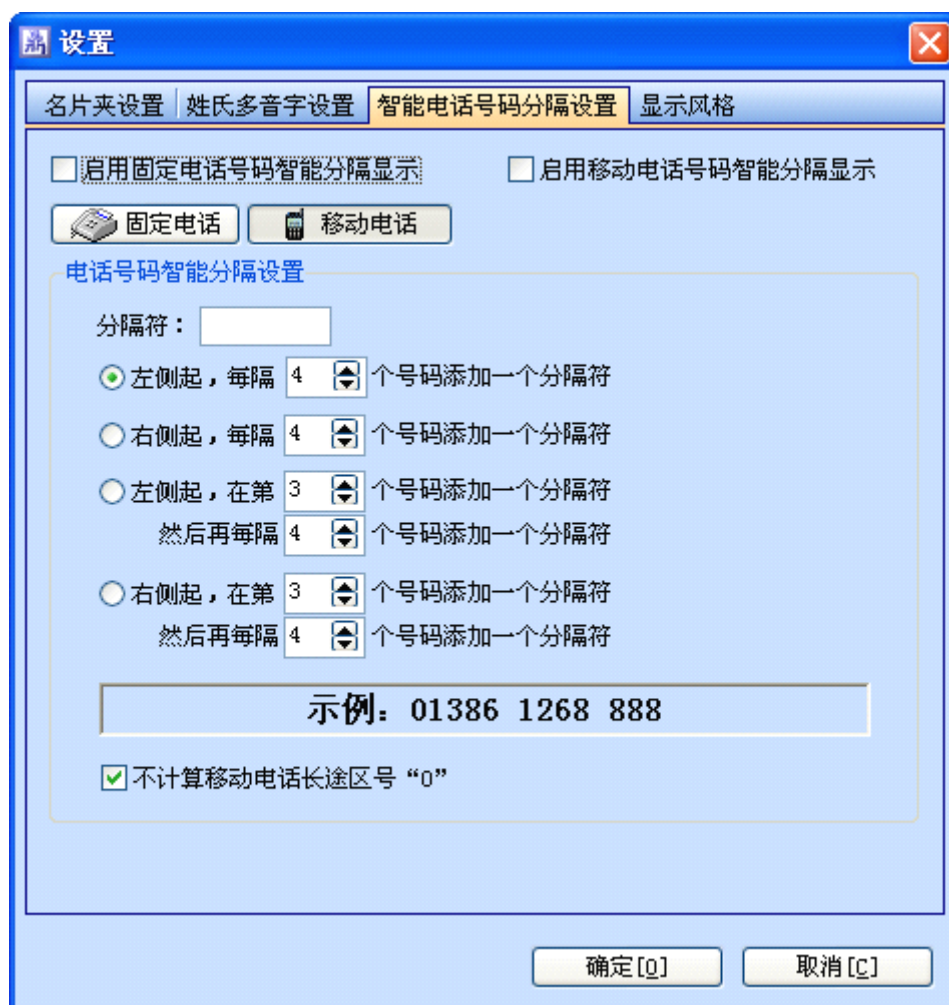 设置
名片夹设置 姓氏多音字设置 智能电话号码分隔设置 显示风格
启用固定电话号码智能分隔显示 启用移动电话号码智能分隔显示
固定电话 移动电话
电话号码智能分隔设置
分隔符：
左侧起，每隔 4 个号码添加一个分隔符
右侧起，每隔 4 个号码添加一个分隔符
左侧起，在第 3 个号码添加一个分隔符
然后再每隔 4 个号码添加一个分隔符
右侧起，在第 3 个号码添加一个分隔符
然后再每隔 4 个号码添加一个分隔符
示例: 01386 1268 888
不计算移动电话长途区号“0”
确定[O] 取消[C]